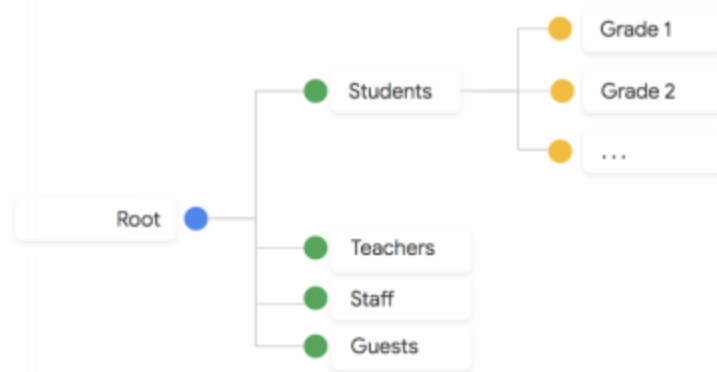 Grade 1
Students
Grade 2
...
Root
Teachers
Staff
Guests